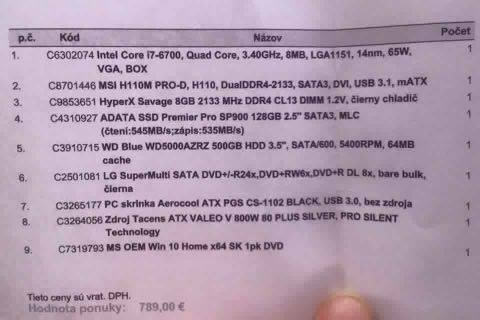 p.č. Kód Názov Počet
1. C6302074 Intel Core i7-6700, Quad Core, 3.40GHz, 8MB, LGA1151, 14nm, 65W, 1
VGA, BOX
2. C8701446 MSI H110M PRO-D, H110, DualDDR4-2133, SATA3, DVI, USB 3.1, mATX 1
3. C9853651 HyperX Savage 8GB 2133 MHz DDR4 CL13 DIMM 1.2V, čierny chladič 1
4. C4310927 ADATA SSD Premier Pro SP900 128GB 2.5" SATA3, MLC 1
(čtení:545MB/s;zápis:535MB/s)
5. C3910715 WD Blue WD5000AZRZ 500GB HDD 3.5", SATA/600, 5400RPM, 64MB 1
cache
6. C2501081 LG SuperMulti SATA DVD+/-R24x,DVD+RW6x,DVD+R DL 8x, bare bulk, 1
čierna
7. C3265177 PC skrinka Aerocool ATX PGS CS-1102 BLACK, USB 3.0, bez zdroja 1
8. C3264056 Zdroj Tacens ATX VALEO V 800W 80 PLUS SILVER, PRO SILENT 1
Technology
9. C7319793 MS OEM Win 10 Home x64 SK 1pk DVD 1
Tieto ceny sú vrat. DPH.
Hodnota ponuky: 789,00 €